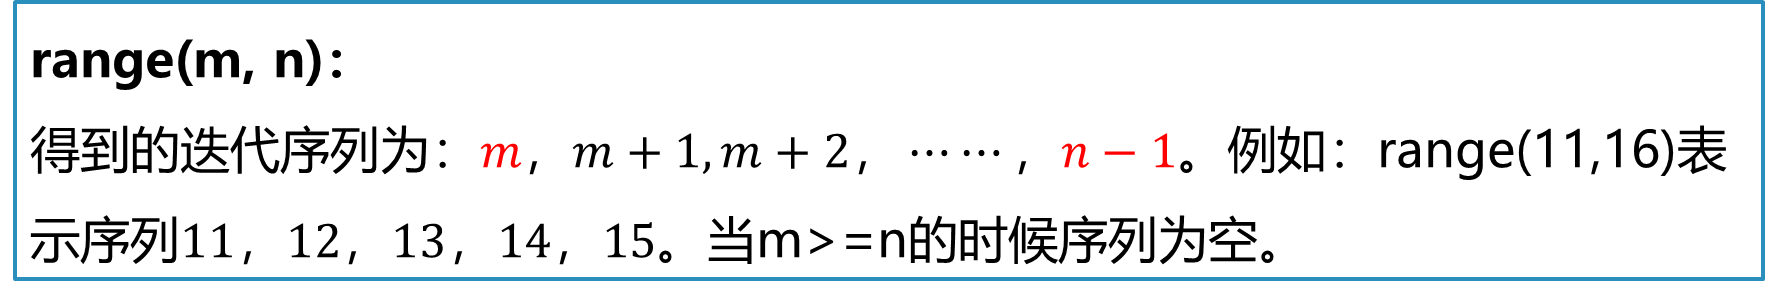 range(m, n)：
得到的迭代序列为：m，m + 1, m + 2，⋯⋯，n − 1。例如：range(11,16)表
示序列11，12，13，14，15。当m>=n的时候序列为空。